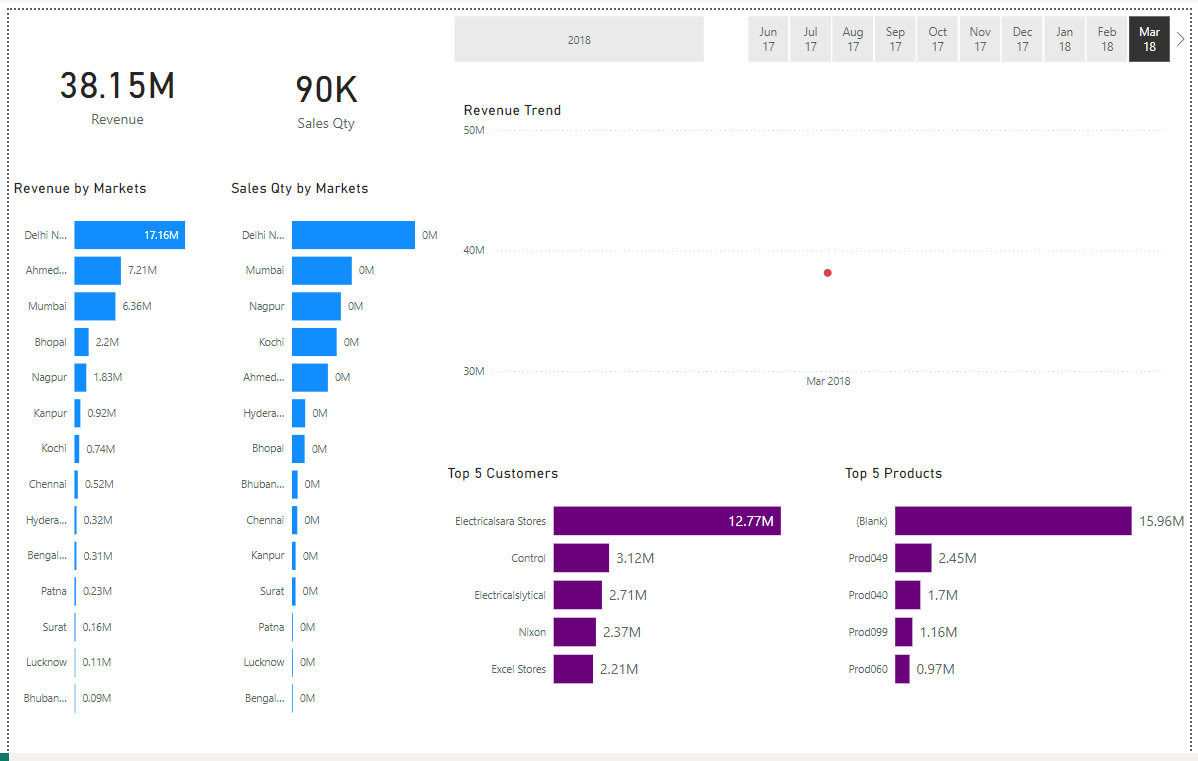 2018
Jun 17
Jul 17
Aug 17
Sep 17
Oct 17
Nov 17
Dec 17
Jan 18
Feb 18
Mar 18
38.15M
Revenue
90K
Sales Qty
Revenue Trend
50M
40M
30M
Mar 2018
Revenue by Markets
Delhi N... 17.16M
Ahmed... 7.21M
Mumbai 6.36M
Bhopal 2.2M
Nagpur 1.83M
Kanpur 0.92M
Kochi 0.74M
Chennai 0.52M
Hydera... 0.32M
Bengal... 0.31M
Patna 0.23M
Surat 0.16M
Lucknow 0.11M
Bhuban... 0.09M
Sales Qty by Markets
Delhi N... 0M
Mumbai 0M
Nagpur 0M
Kochi 0M
Ahmed... 0M
Hydera... 0M
Bhopal 0M
Bhuban... 0M
Chennai 0M
Kanpur 0M
Surat 0M
Patna 0M
Lucknow 0M
Bengal... 0M
Top 5 Customers
Electricalsara Stores 12.77M
Control 3.12M
Electricalslytical 2.71M
Nixon 2.37M
Excel Stores 2.21M
Top 5 Products
(Blank) 15.96M
Prod049 2.45M
Prod040 1.7M
Prod099 1.16M
Prod060 0.97M